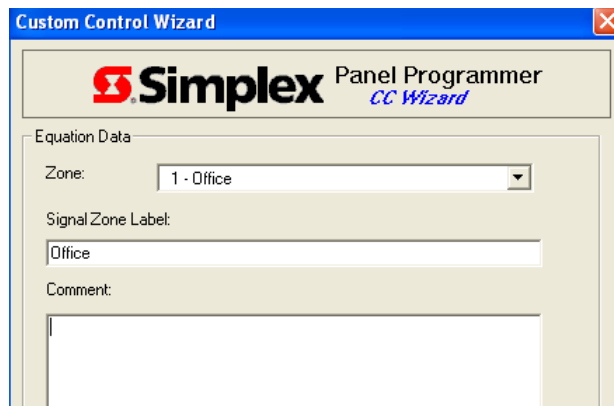 Custom Control Wizard
Simplex Panel Programmer
CC Wizard
Equation Data
Zone: 1 - Office
Signal Zone Label:
Office
Comment: